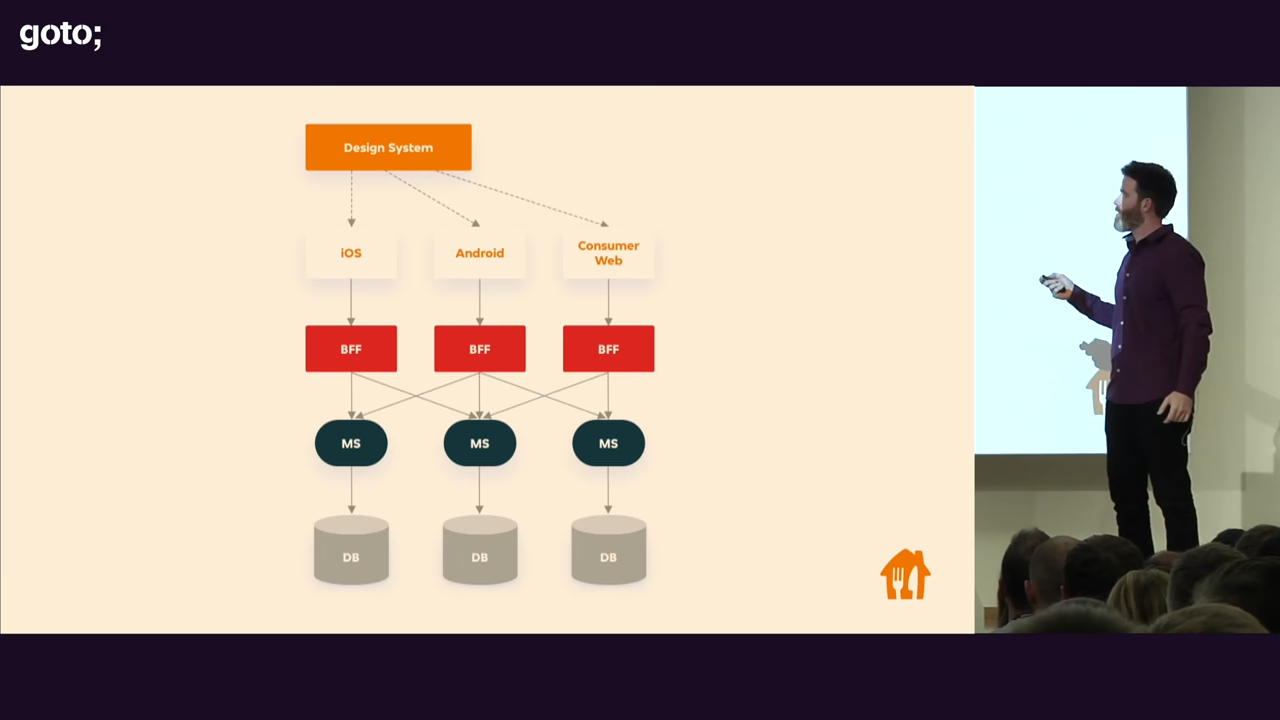 goto;
Design System
iOS
Android
Consumer
Web
BFF
BFF
BFF
MS
MS
MS
DB
DB
DB